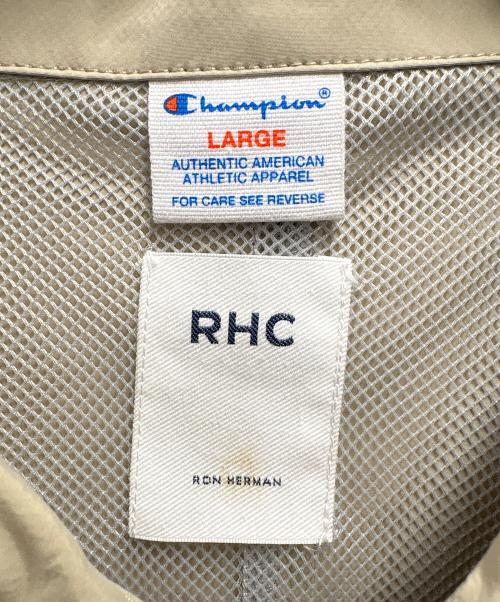 Champion®
LARGE
AUTHENTIC AMERICAN
ATHLETIC APPAREL
FOR CARE SEE REVERSE
RHC
RON HERMAN